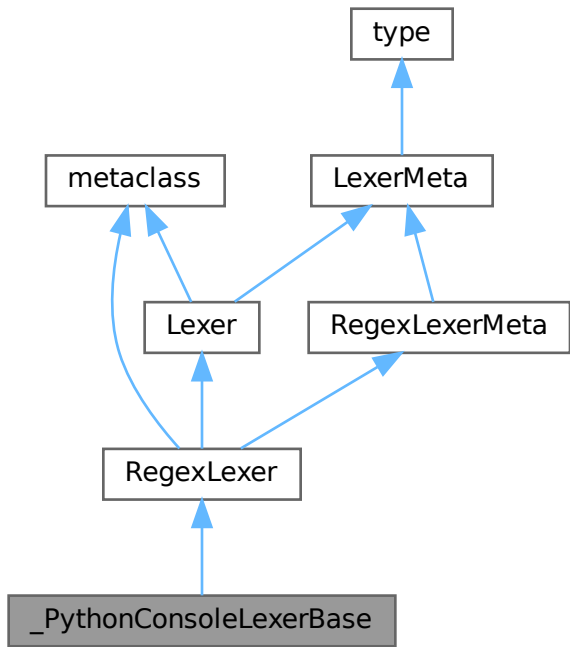 type
metaclass
LexerMeta
Lexer
RegexLexerMeta
RegexLexer
_PythonConsoleLexerBase